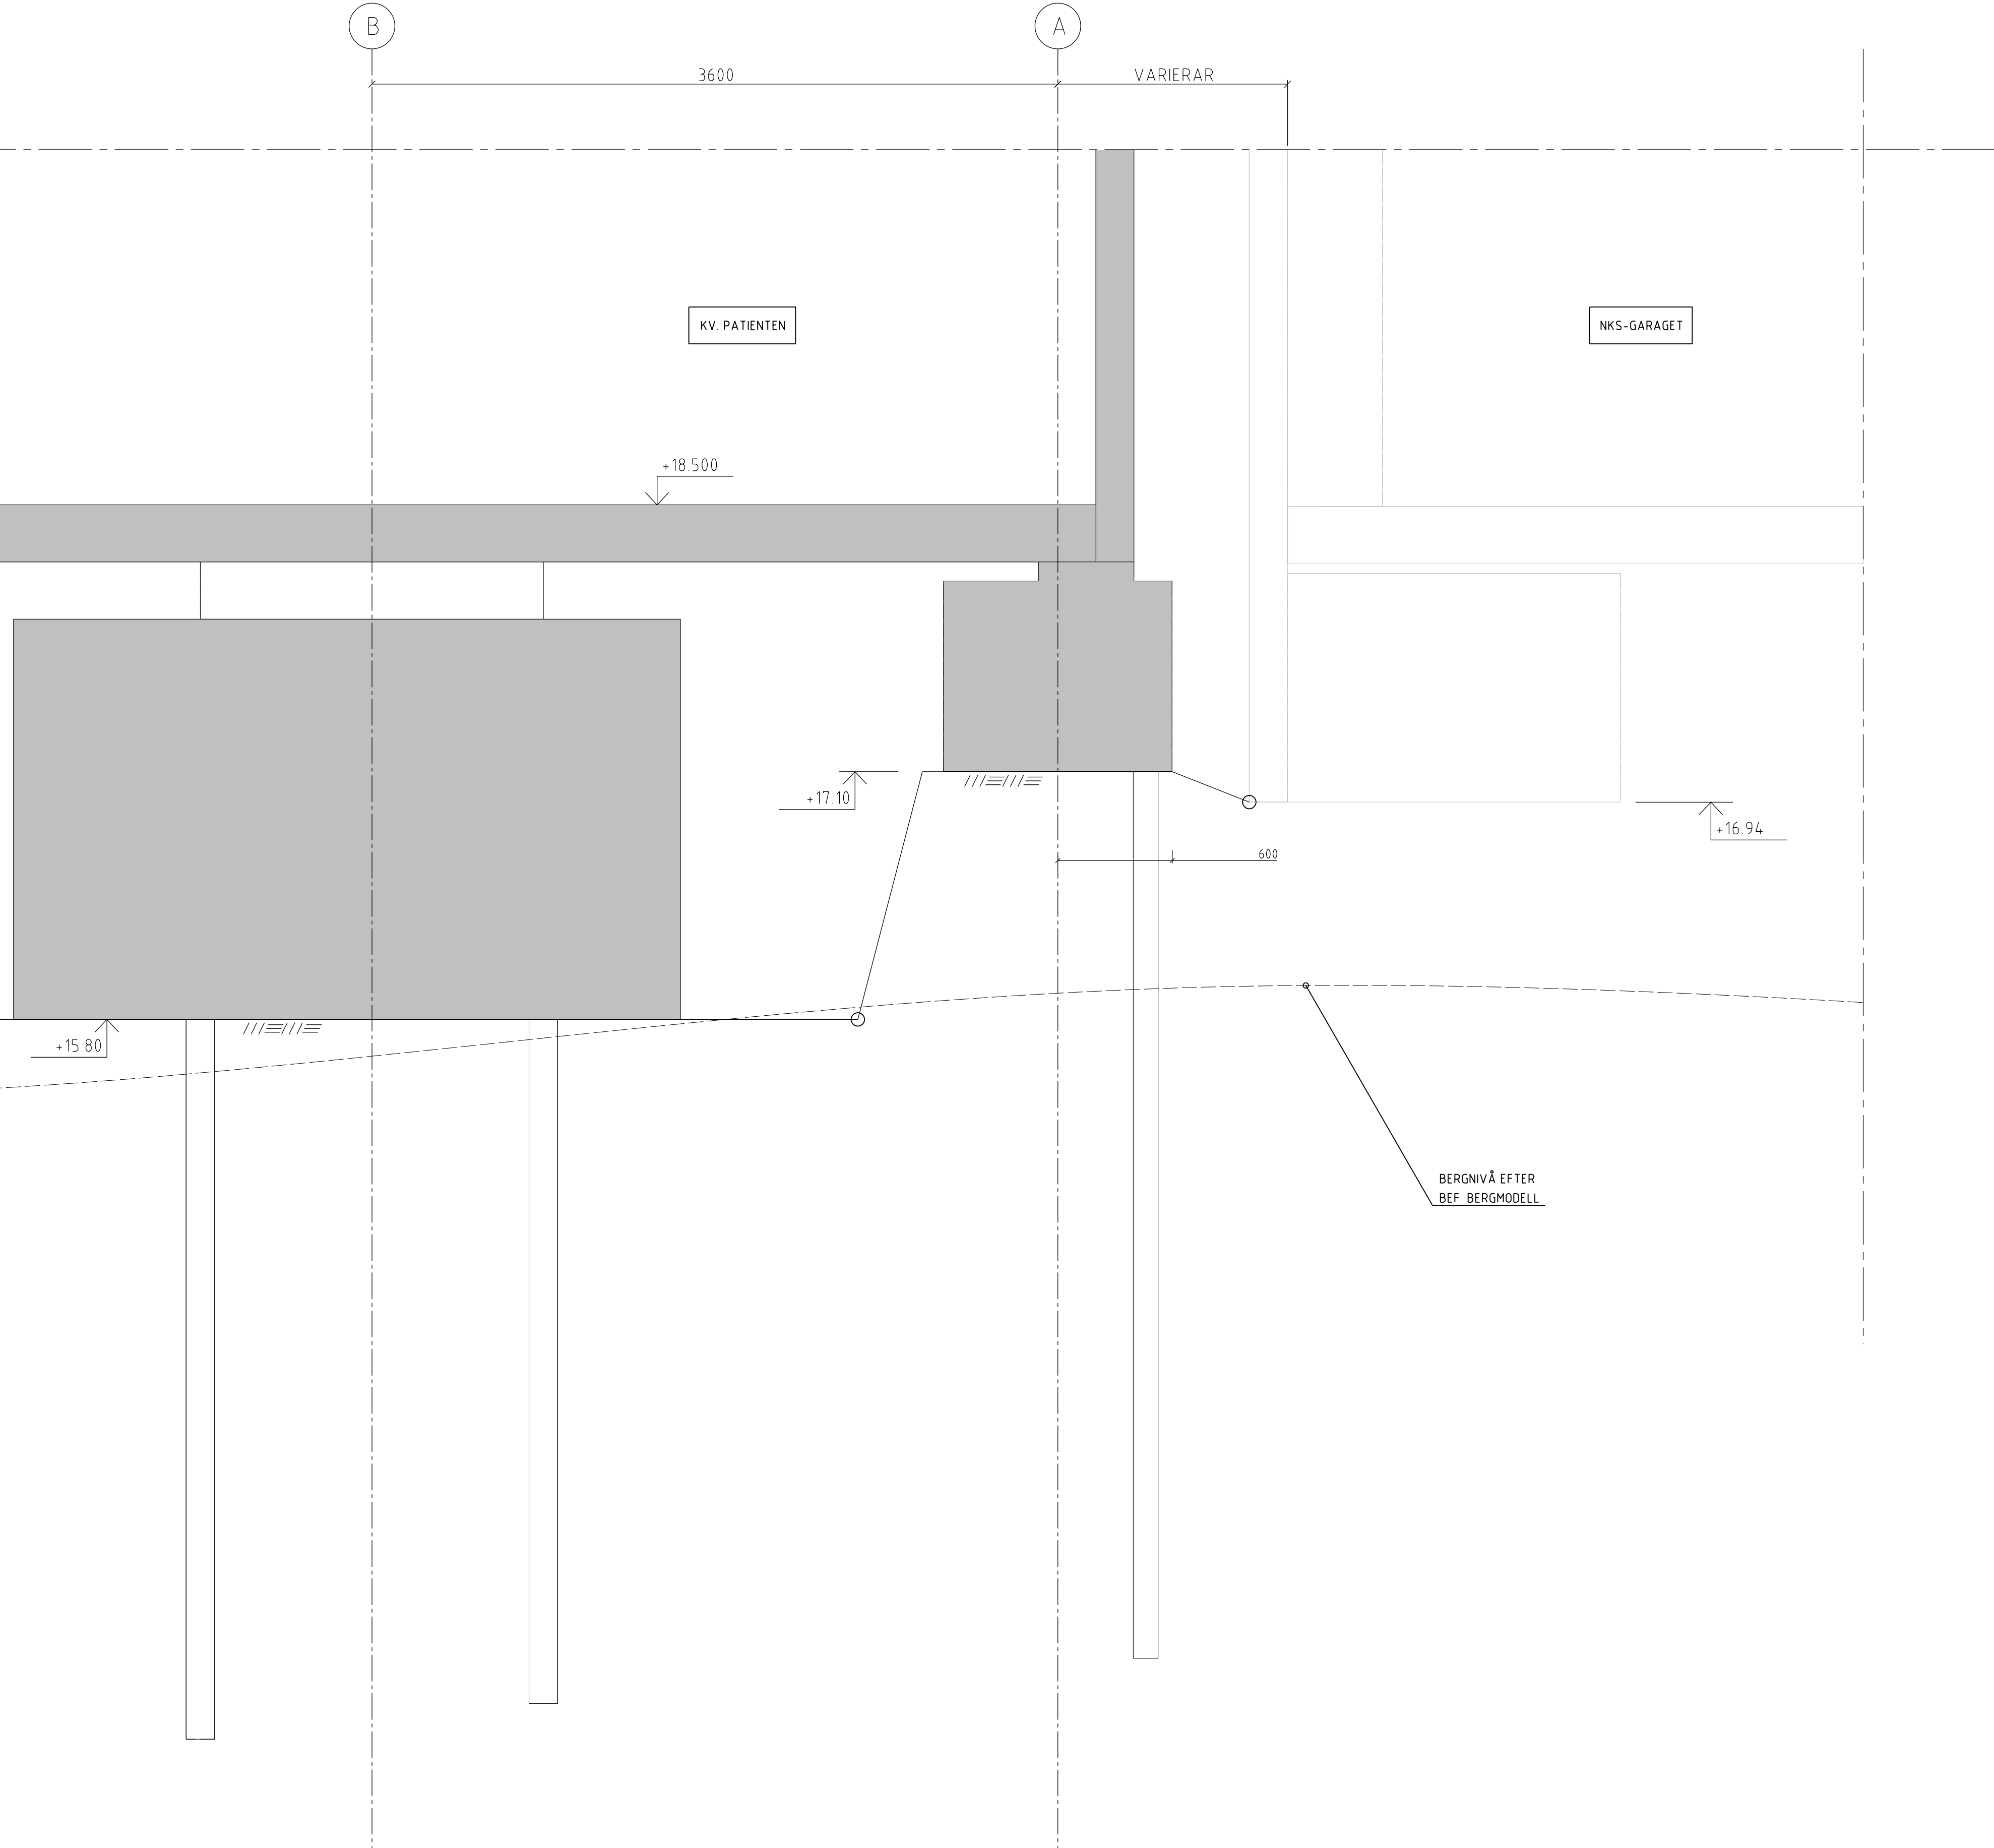 B
A
3600
VARIERAR
KV. PATIENTEN
NKS-GARAGET
+18.500
+17.10
+16.94
600
+15.80
BERGNIVÅ EFTER
BEF. BERGMODELL